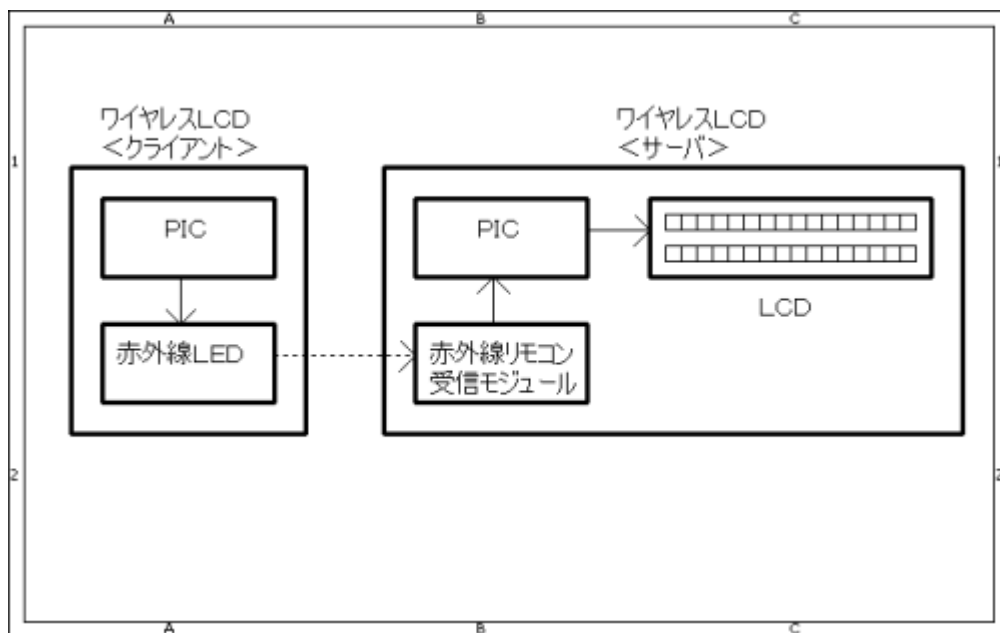 A
B
C
ワイヤレスLCD
<クライアント>
ワイヤレスLCD
<サーバ>
1
1
PIC
PIC
LCD
赤外線LED
赤外線リモコン
受信モジュール
2
2
A
B
C